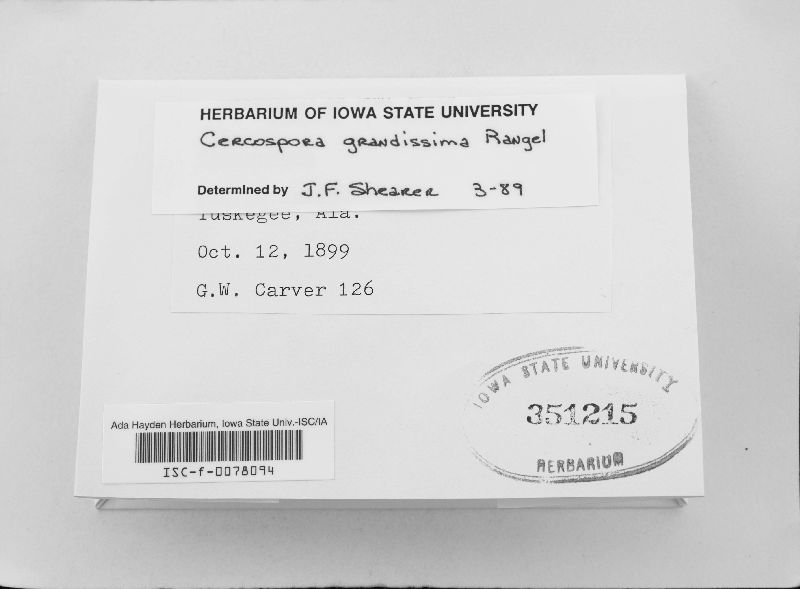 HERBARIUM OF IOWA STATE UNIVERSITY
Cercospora grandissima Rangel
Determined by J.F. Shearer 3-89
Tuskegee, Ala.
Oct. 12, 1899
G.W. Carver 126
IOWA STATE UNIVERSITY
351215
HERBARIUM
Ada Hayden Herbarium, Iowa State Univ.-ISC/IA
ISC-f-0078094